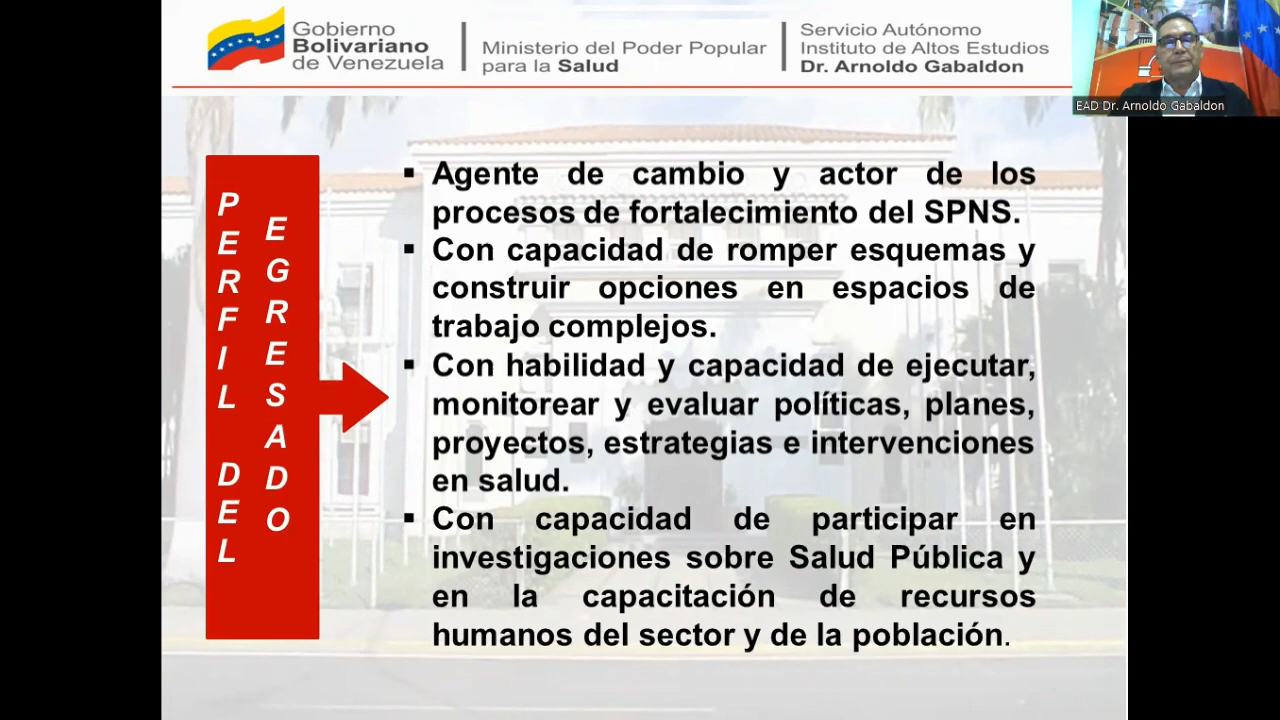 Gobierno
Bolivariano
de Venezuela
Ministerio del Poder Popular
para la Salud
Servicio Autónomo
Instituto de Altos Estudios
Dr. Arnoldo Gabaldon
EAD Dr. Arnoldo Gabaldon
PERFIL DEL
EGRESADO
▪ Agente de cambio y actor de los
procesos de fortalecimiento del SPNS.
▪ Con capacidad de romper esquemas y
construir opciones en espacios de
trabajo complejos.
▪ Con habilidad y capacidad de ejecutar,
monitorear y evaluar políticas, planes,
proyectos, estrategias e intervenciones
en salud.
▪ Con capacidad de participar en
investigaciones sobre Salud Pública y
en la capacitación de recursos
humanos del sector y de la población.